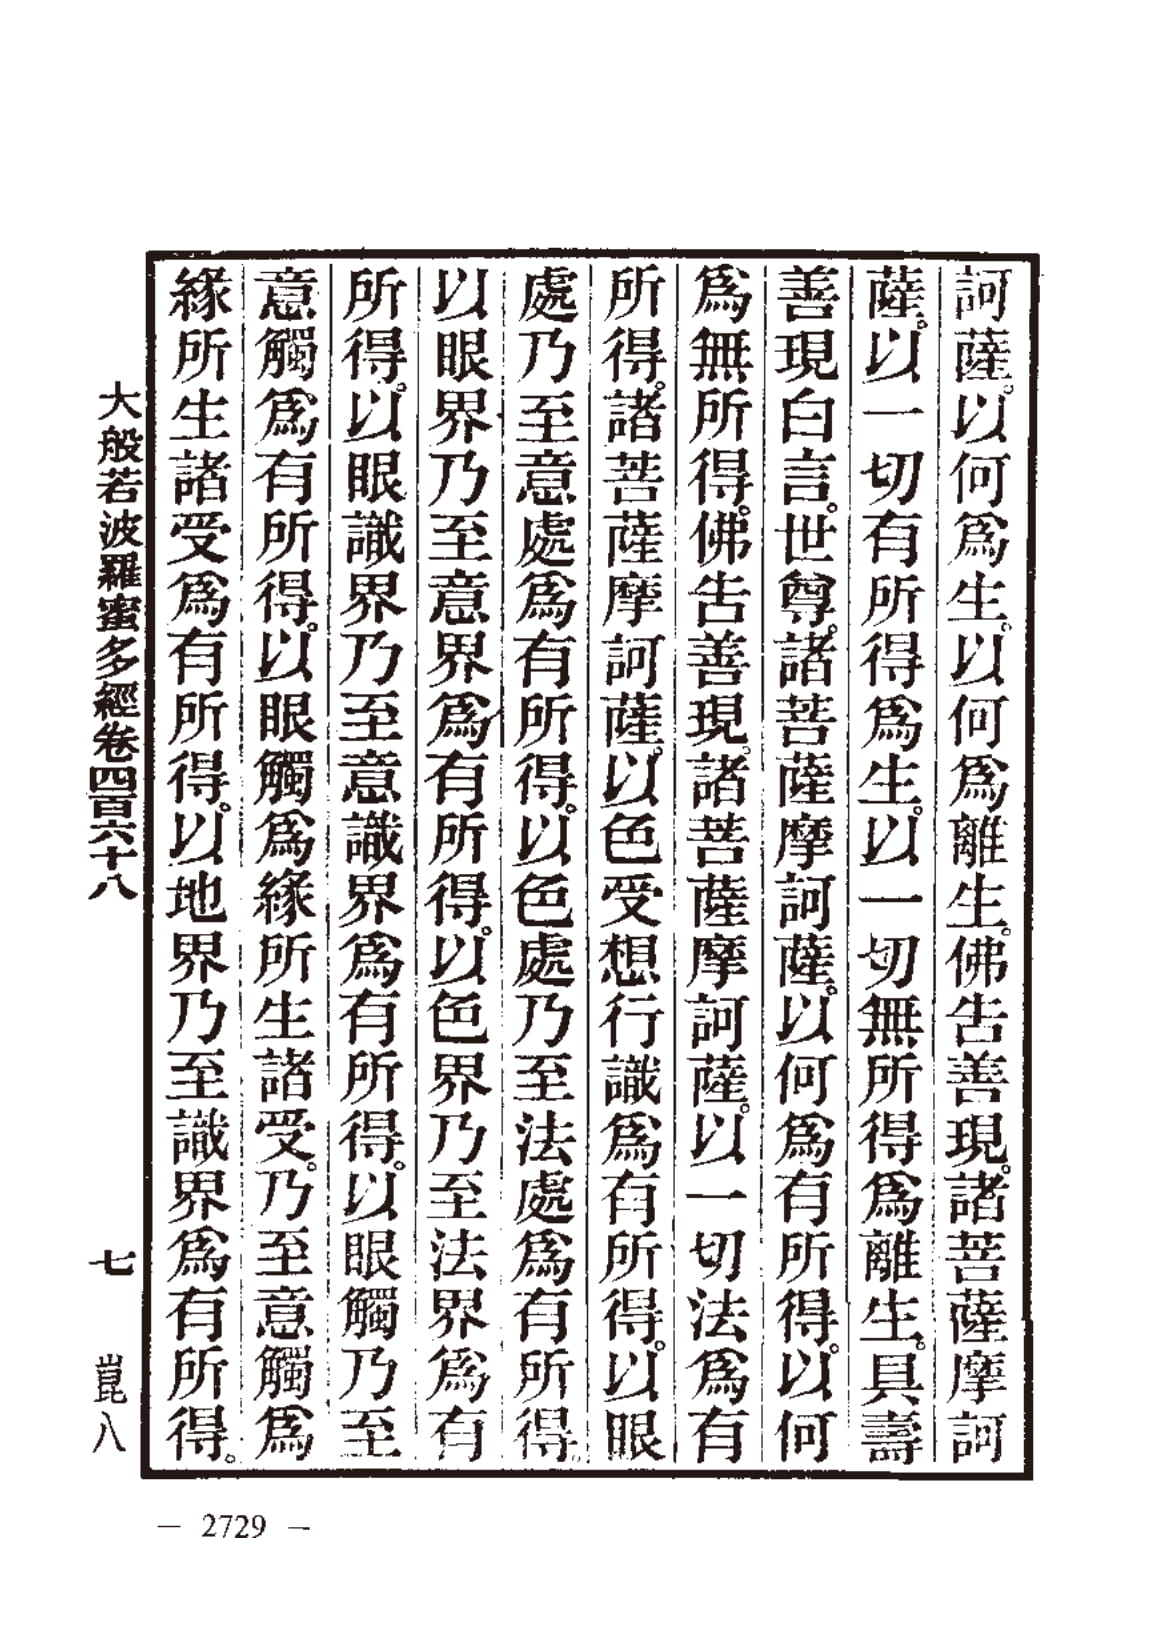 訶薩。以何爲生。以何爲離生。佛告善現。諸菩薩摩訶
薩。以一切有所得爲生。以一切無所得爲離生。具壽
善現白言。世尊。諸菩薩摩訶薩。以何爲有所得。以何
爲無所得。佛告善現。諸菩薩摩訶薩。以一切法爲有
所得。諸菩薩摩訶薩。以色受想行識爲有所得。以眼
處乃至意處爲有所得。以色處乃至法處爲有所得。
以眼界乃至意界爲有所得。以色界乃至法界爲有
所得。以眼識界乃至意識界爲有所得。以眼觸乃至
意觸爲有所得。以眼觸爲緣所生諸受。乃至意觸爲
緣所生諸受爲有所得。以地界乃至識界爲有所得。
大般若波羅蜜多經卷四百六十八 七 崑八
— 2729 —